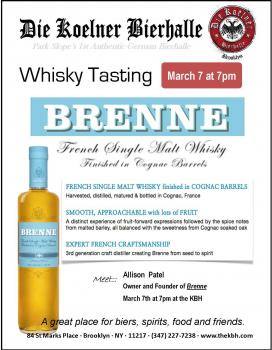 Die Koelner Bierhalle
Park Slope's 1st Authentic German Bierhalle
Die Koelner
Bierhalle
Brooklyn
Whisky Tasting
March 7 at 7pm
BRENNE
French Single Malt Whisky
Finished in Cognac Barrels
FRENCH SINGLE MALT WHISKY finished in COGNAC BARRELS
Harvested, distilled, matured & bottled in Cognac, France
SMOOTH, APPROACHABLE with lots of FRUIT
A distinct experience of fruit-forward expressions followed by the spice notes
from malted barley, all balanced with the sweetness from Cognac soaked oak
EXPERT FRENCH CRAFTSMANSHIP
3rd generation craft distiller creating Brenne from seed to spirit
BRENNE
Meet:
Allison Patel
Owner and Founder of Brenne
March 7th at 7pm at the KBH
A great place for biers, spirits, food and friends.
84 St Marks Place · Brooklyn · NY · 11217 · (347) 227-7238 · www.thekbh.com